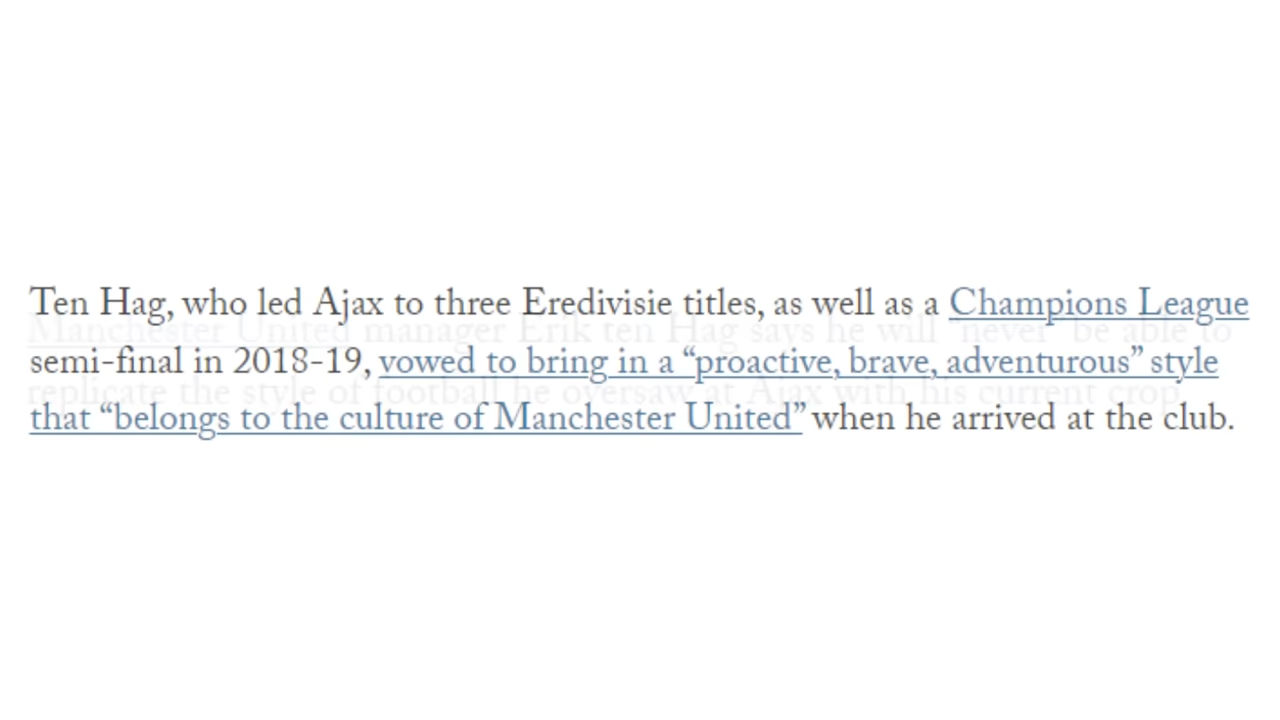 Ten Hag, who led Ajax to three Eredivisie titles, as well as a Champions League
Manchester United manager Erik ten Hag says he will "never" be able to
semi-final in 2018-19, vowed to bring in a “proactive, brave, adventurous” style
replicate the style of football he oversaw at Ajax with his current crop
that “belongs to the culture of Manchester United” when he arrived at the club.